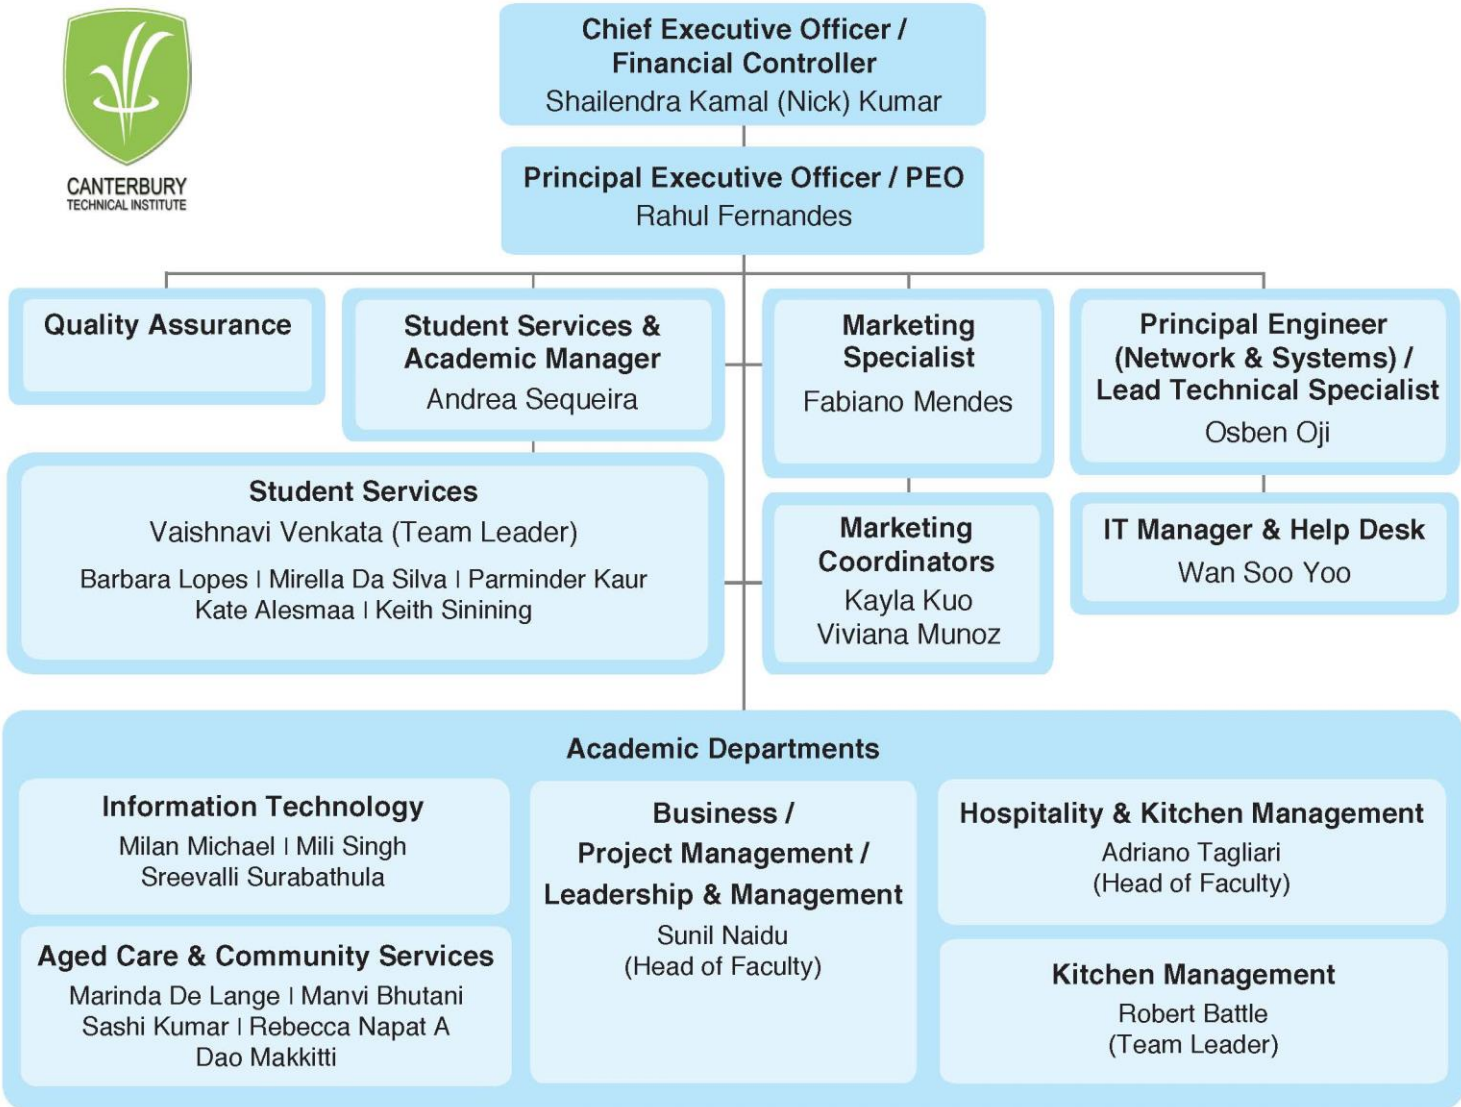 CANTERBURY
TECHNICAL INSTITUTE
Chief Executive Officer /
Financial Controller
Shailendra Kamal (Nick) Kumar
Principal Executive Officer / PEO
Rahul Fernandes
Quality Assurance
Student Services &
Academic Manager
Andrea Sequeira
Marketing
Specialist
Fabiano Mendes
Principal Engineer
(Network & Systems) /
Lead Technical Specialist
Osben Oji
Student Services
Vaishnavi Venkata (Team Leader)
Barbara Lopes | Mirella Da Silva | Parminder Kaur
Kate Alesmaa | Keith Sinining
Marketing
Coordinators
Kayla Kuo
Viviana Munoz
IT Manager & Help Desk
Wan Soo Yoo
Academic Departments
Information Technology
Milan Michael | Mili Singh
Sreevalli Surabathula
Aged Care & Community Services
Marinda De Lange | Manvi Bhutani
Sashi Kumar | Rebecca Napat A
Dao Makkitti
Business /
Project Management /
Leadership & Management
Sunil Naidu
(Head of Faculty)
Hospitality & Kitchen Management
Adriano Tagliari
(Head of Faculty)
Kitchen Management
Robert Battle
(Team Leader)